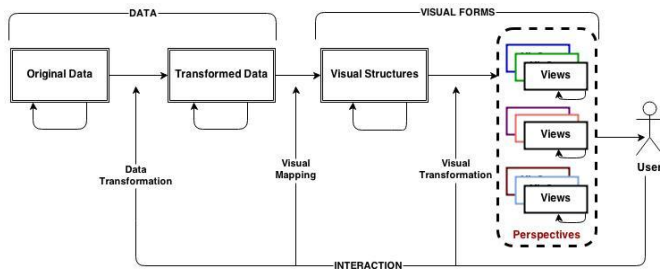 DATA
VISUAL FORMS
Original Data
Transformed Data
Visual Structures
Views
Views
Views
Data
Transformation
Visual
Mapping
Visual
Transformation
User
Perspectives
INTERACTION